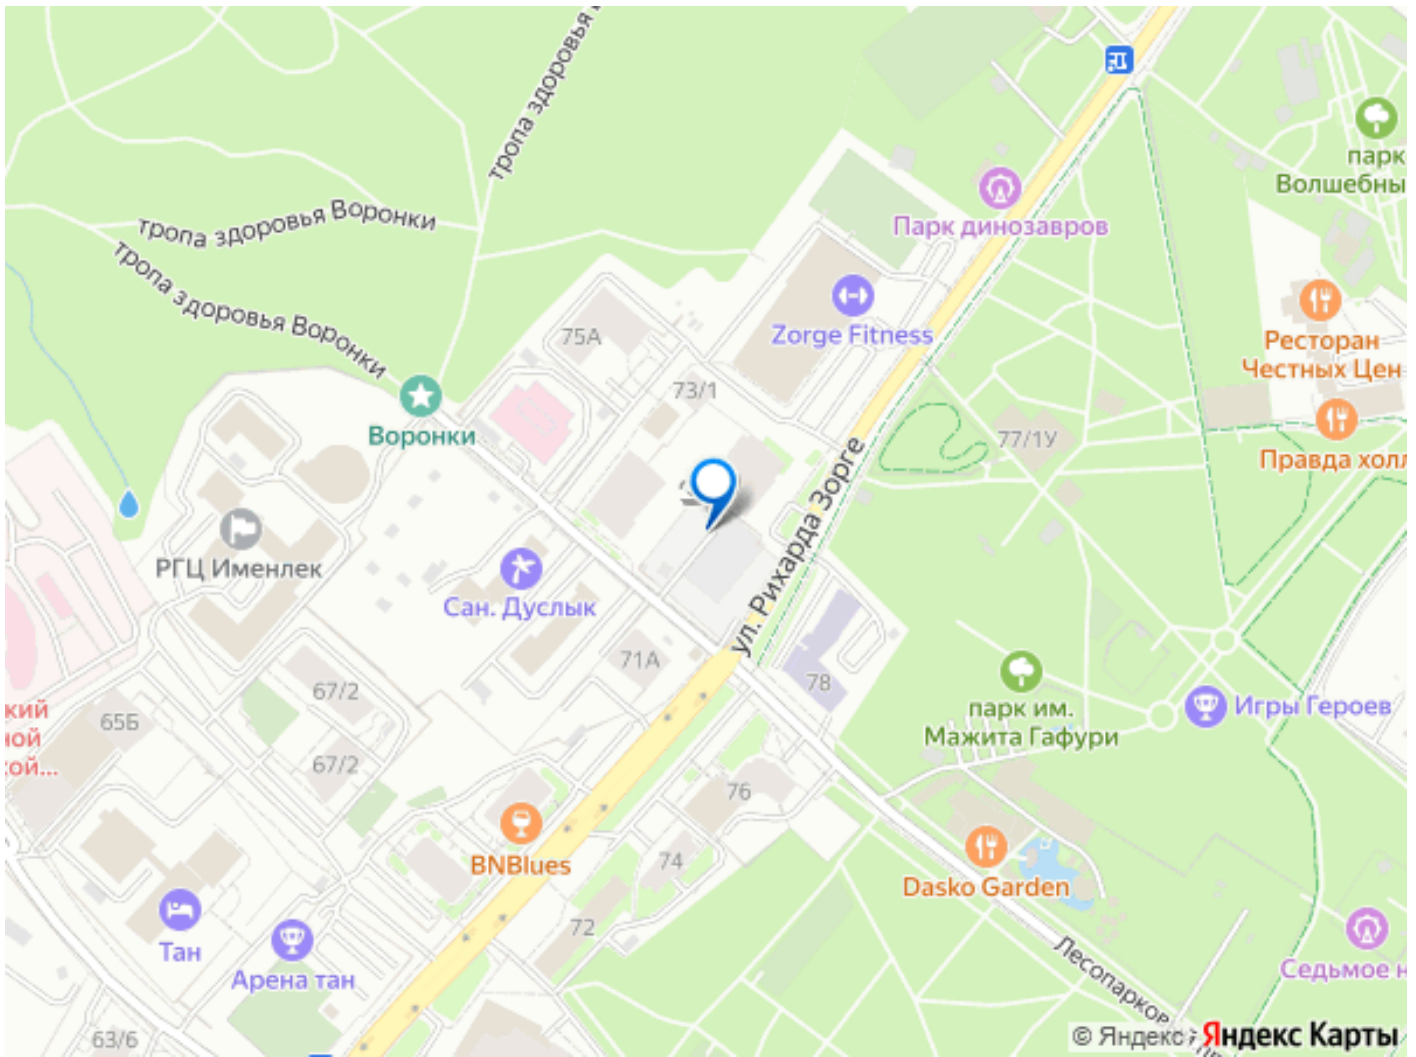 тропа здоровья
парк
Волшебны
тропа здоровья Воронки
Парк динозавров
тропа здоровья Воронки
75А
Zorge Fitness
Ресторан
Честных Цен
73/1
Воронки
77/1У
Правда холл
ул. Рихарда Зорге
РГЦ Именлек
Сан. Дуслык
71А
78
67/2
парк им.
Мажита Гафури
Игры Героев
кий
ной
кой...
65Б
67/2
76
BNBlues
74
Dasko Garden
72
Тан
Арена тан
Лесопарков
Седьмое н
63/6
© Яндекс Яндекс Карты